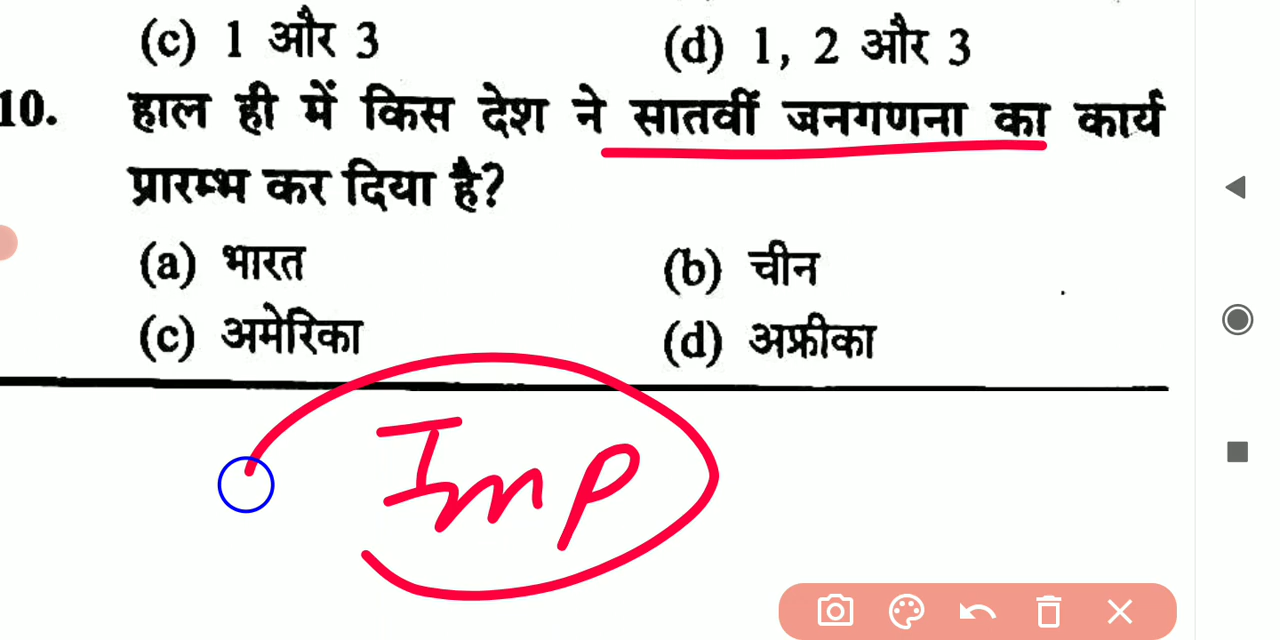 (c) 1 और 3 (d) 1, 2 और 3
10. हाल ही में किस देश ने सातवीं जनगणना का कार्य
प्रारम्भ कर दिया है?
(a) भारत (b) चीन
(c) अमेरिका (d) अफ्रीका
Imp